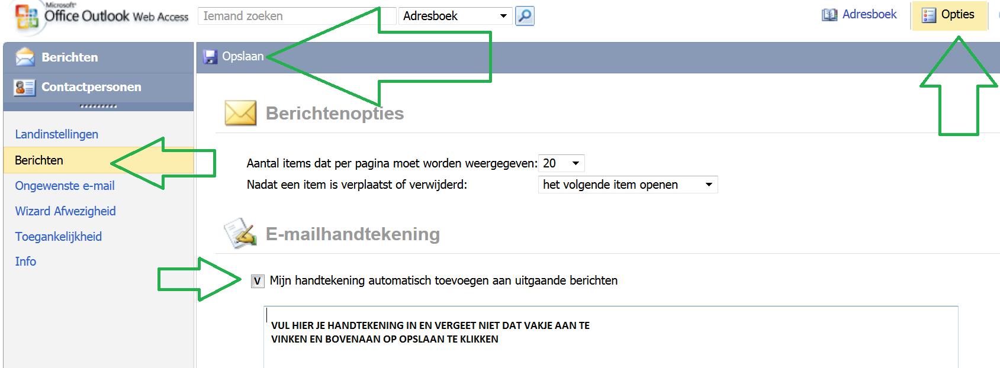 Microsoft®
Office Outlook Web Access
Iemand zoeken
Adresboek
Adresboek
Opties
Berichten
Opslaan
Contactpersonen
Berichtenopties
Landinstellingen
Berichten
Aantal items dat per pagina moet worden weergegeven: 20
Nadat een item is verplaatst of verwijderd: het volgende item openen
Ongewenste e-mail
Wizard Afwezigheid
E-mailhandtekening
Toegankelijkheid
Info
V Mijn handtekening automatisch toevoegen aan uitgaande berichten
VUL HIER JE HANDTEKENING IN EN VERGEET NIET DAT VAKJE AAN TE
VINKEN EN BOVENAAN OP OPSLAAN TE KLIKKEN